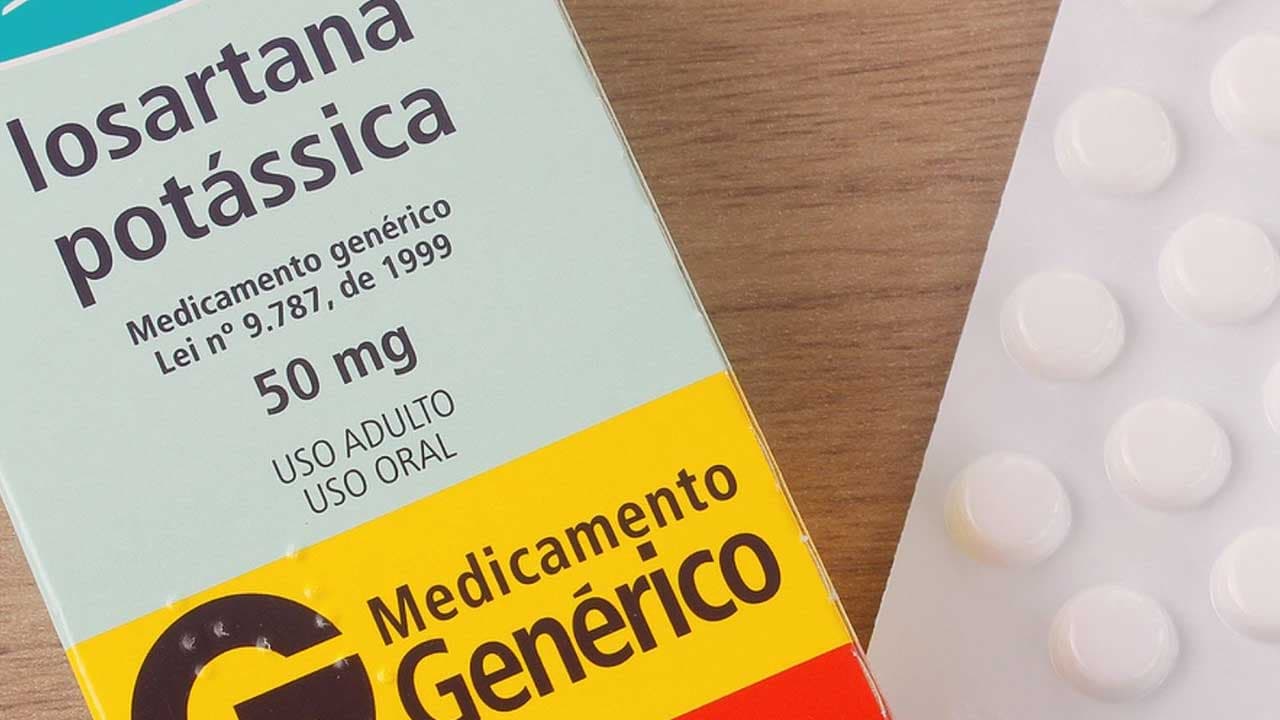 losartana
potássica
Medicamento genérico
Lei nº 9.787, de 1999
50 mg
USO ADULTO
USO ORAL
G
Medicamento
Genérico